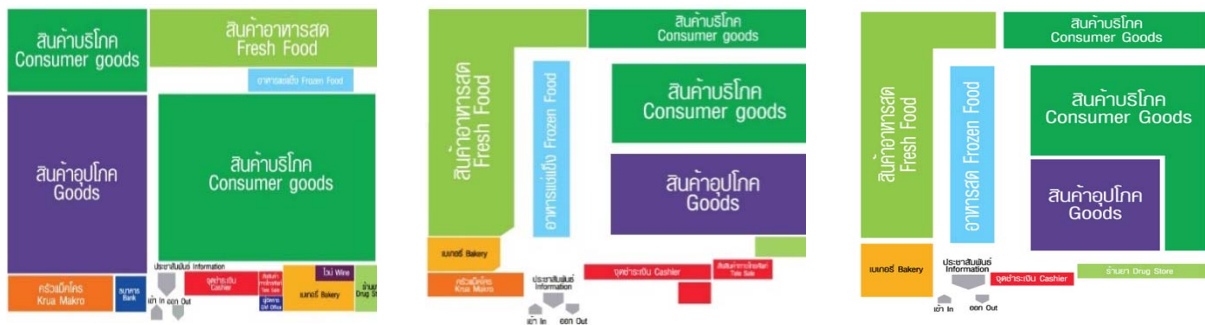 สินค้าบริโภค
Consumer goods
สินค้าอาหารสด
Fresh Food
อาหารแช่แข็ง Frozen Food
สินค้าอุปโภค
Goods
สินค้าบริโภค
Consumer goods
ครัวแม็คโคร
Krua Makro
ธนาคาร
Bank
ประชาสัมพันธ์ Information
เข้า In ออก Out
จุดชำระเงิน
Cashier
Tele Sale
GM Office
เบเกอรี่ Bakery
ไวน์ Wine
ร้านยา
Drug St
สินค้าอาหารสด
Fresh Food
สินค้าบริโภค
Consumer goods
อาหารแช่แข็ง Frozen Food
สินค้าบริโภค
Consumer goods
สินค้าอุปโภค
Goods
เบเกอรี่ Bakery
ครัวแม็คโคร
Krua Makro
ประชาสัมพันธ์
Information
เข้า In ออก Out
จุดชำระเงิน Cashier
Tele Sale
สินค้าอาหารสด
Fresh Food
สินค้าบริโภค
Consumer Goods
อาหารสด Frozen Food
สินค้าบริโภค
Consumer Goods
สินค้าอุปโภค
Goods
เบเกอรี่ Bakery
ประชาสัมพันธ์
Information
เข้า In ออก Out
จุดชำระเงิน Cashier
ร้านยา Drug Store